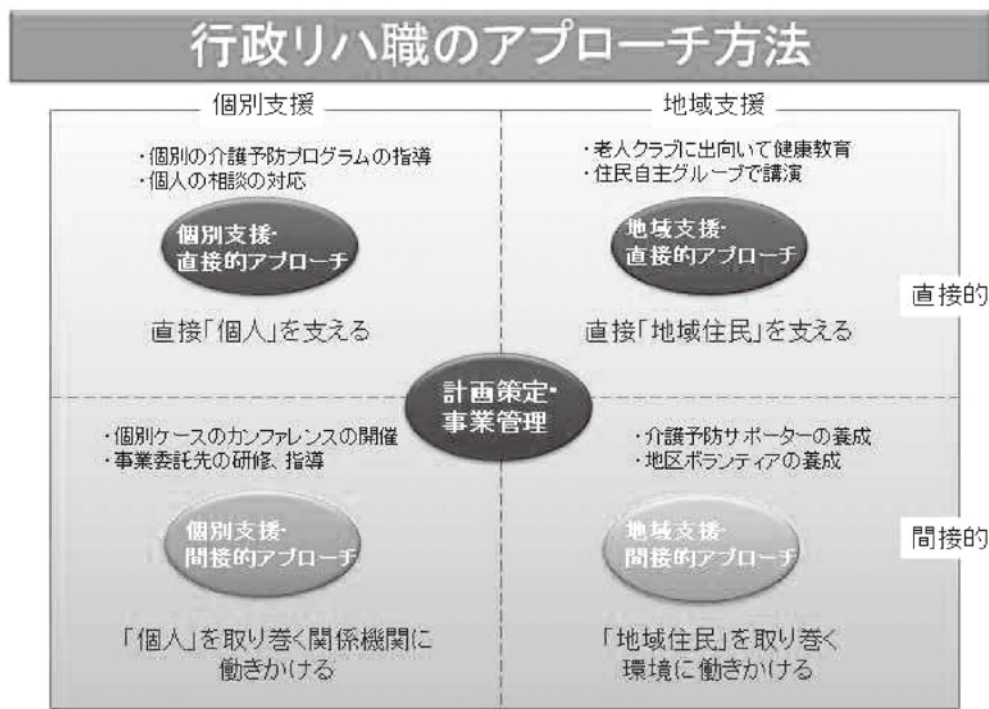 行政リハ職のアプローチ方法
個別支援
地域支援
・個別の介護予防プログラムの指導
・個人の相談の対応
個別支援・
直接的アプローチ
直接「個人」を支える
・老人クラブに出向いて健康教育
・住民自主グループで講演
地域支援・
直接的アプローチ
直接「地域住民」を支える
直接的
計画策定・
事業管理
・個別ケースのカンファレンスの開催
・事業委託先の研修、指導
個別支援・
間接的アプローチ
「個人」を取り巻く関係機関に
働きかける
・介護予防サポーターの養成
・地区ボランティアの養成
地域支援・
間接的アプローチ
「地域住民」を取り巻く
環境に働きかける
間接的